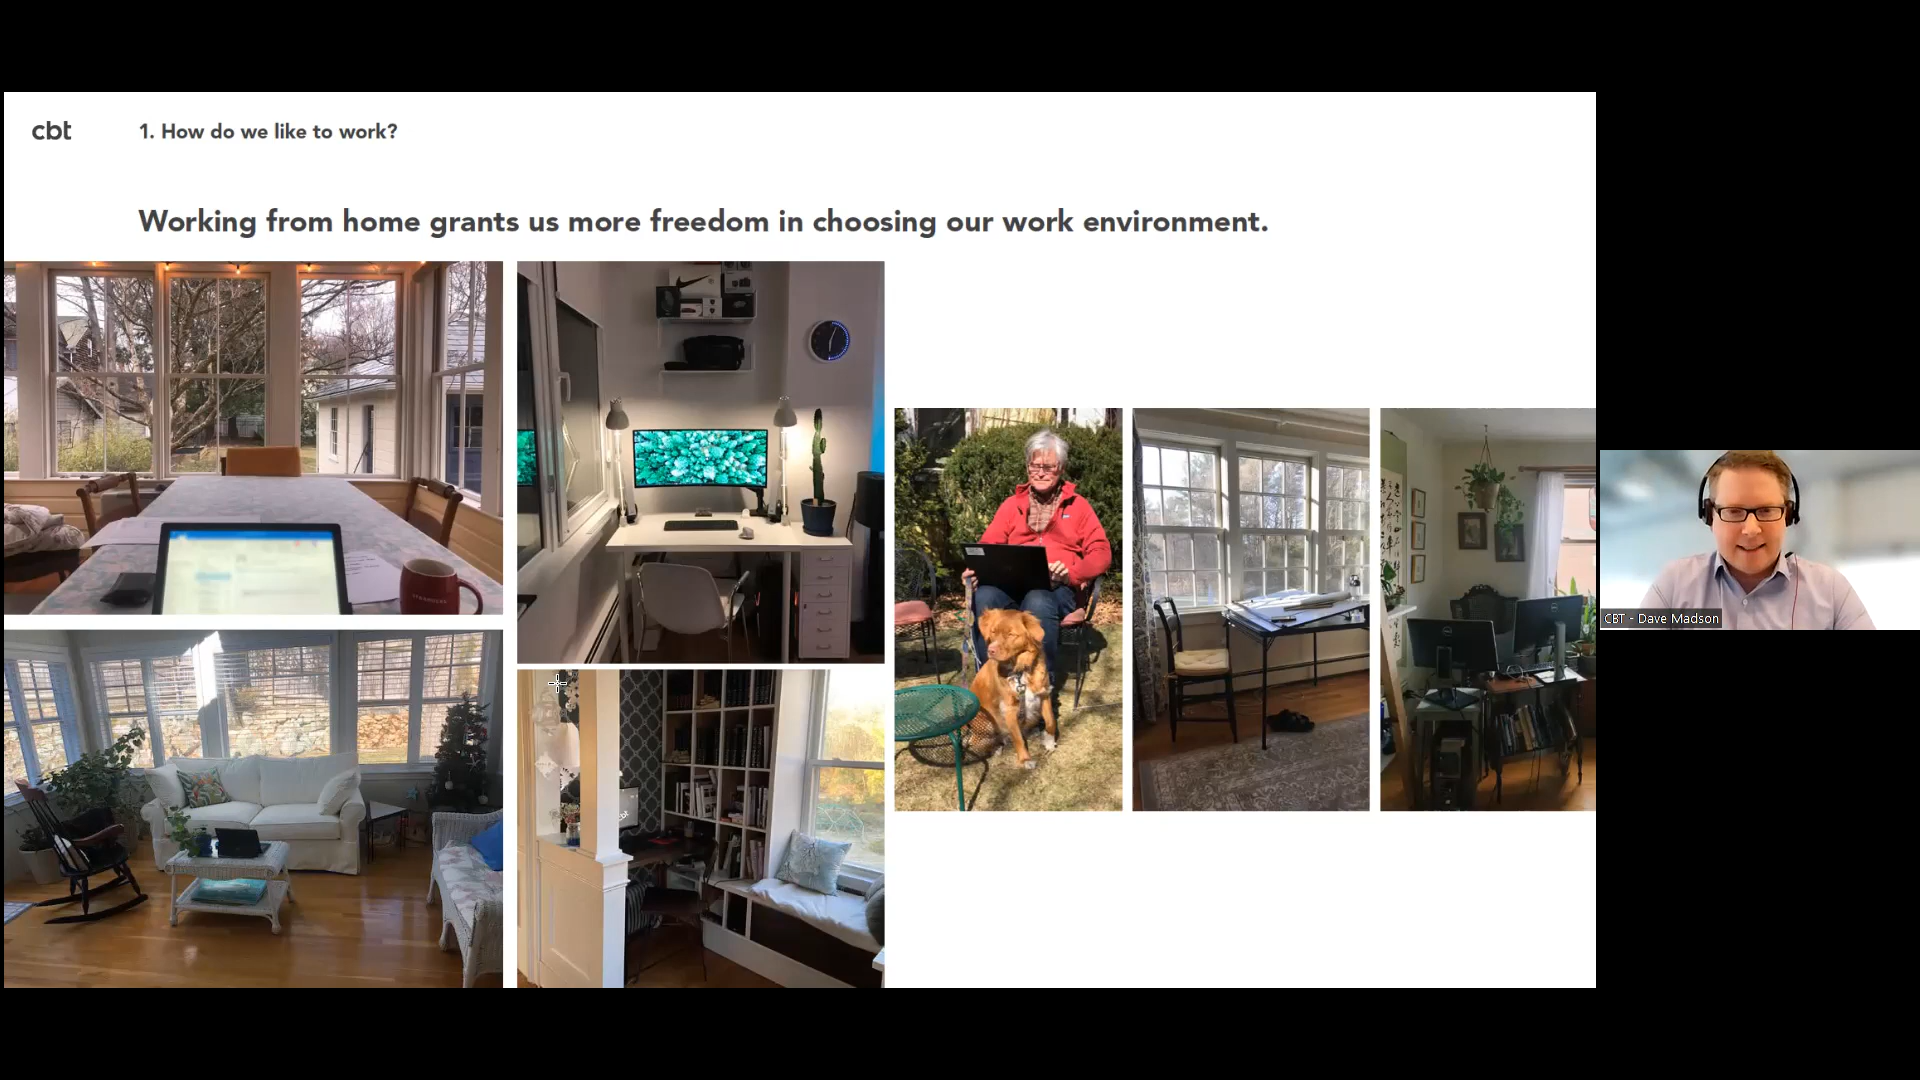 cbt
1. How do we like to work?
Working from home grants us more freedom in choosing our work environment.
STARBUCKS
CBT - Dave Madson